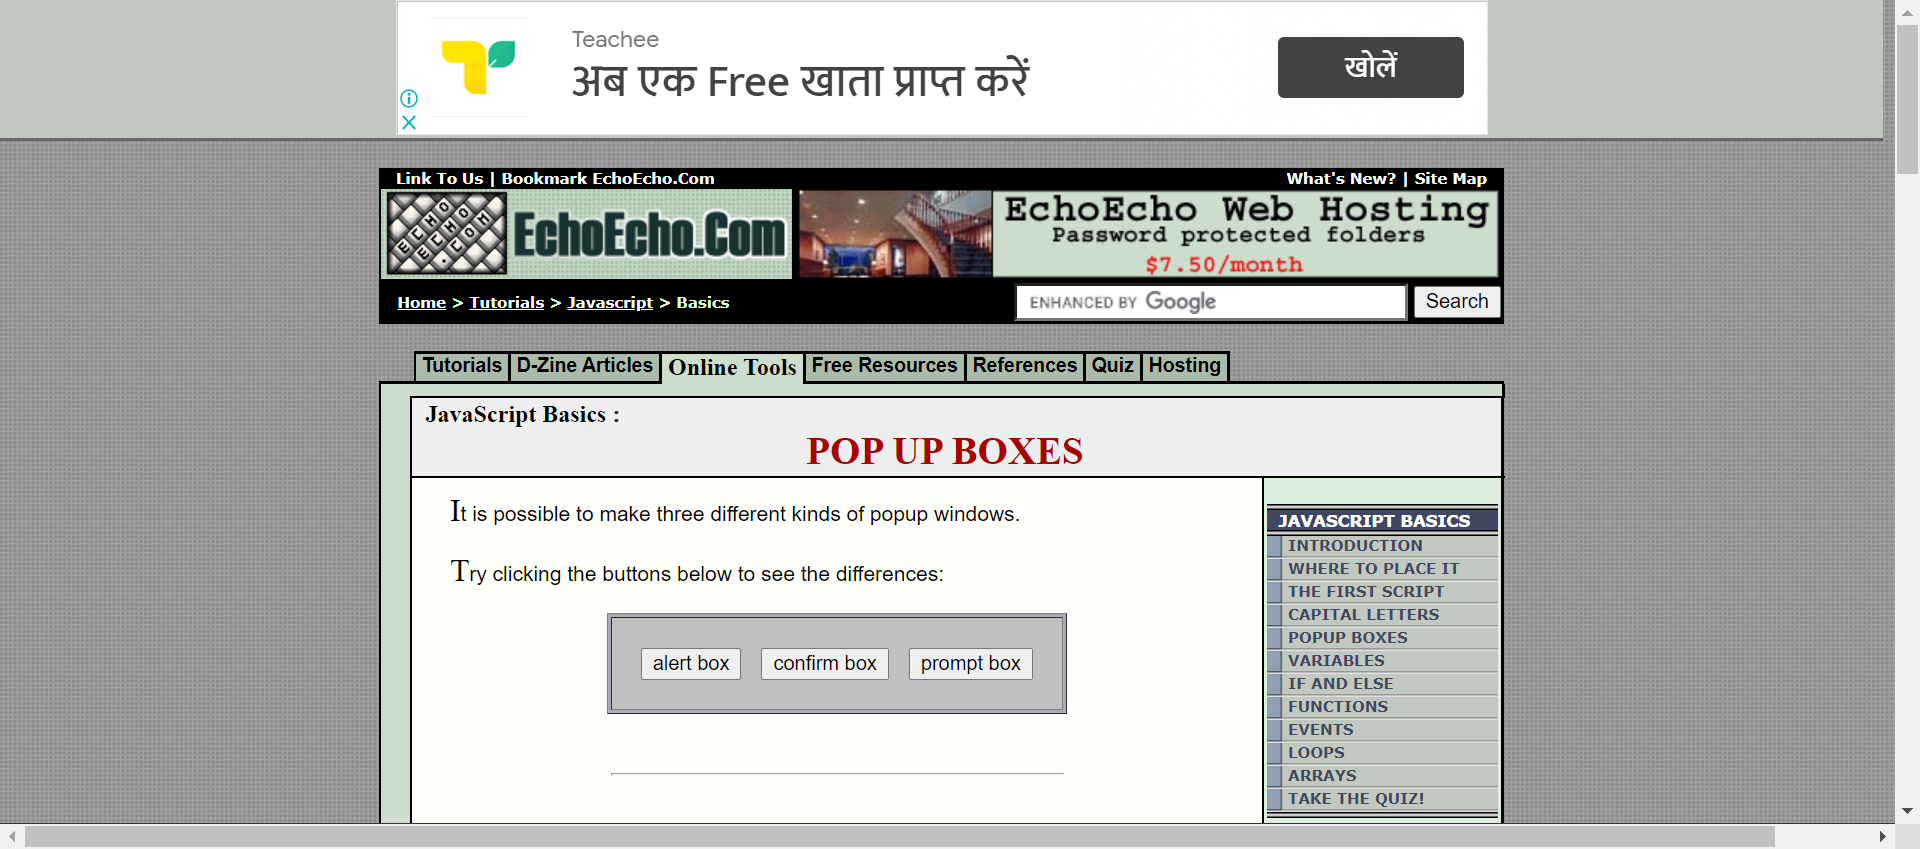 Teachee
अब एक Free खाता प्राप्त करें
खोलें
Link To Us | Bookmark EchoEcho.Com
What's New? | Site Map
ECHO ECHO E.COM
EchoEcho.Com
EchoEcho Web Hosting
Password protected folders
$7.50/month
Home > Tutorials > Javascript > Basics
ENHANCED BY Google
Search
Tutorials
D-Zine Articles
Online Tools
Free Resources
References
Quiz
Hosting
JavaScript Basics :
POP UP BOXES
It is possible to make three different kinds of popup windows.
Try clicking the buttons below to see the differences:
alert box
confirm box
prompt box
JAVASCRIPT BASICS
INTRODUCTION
WHERE TO PLACE IT
THE FIRST SCRIPT
CAPITAL LETTERS
POPUP BOXES
VARIABLES
IF AND ELSE
FUNCTIONS
EVENTS
LOOPS
ARRAYS
TAKE THE QUIZ!